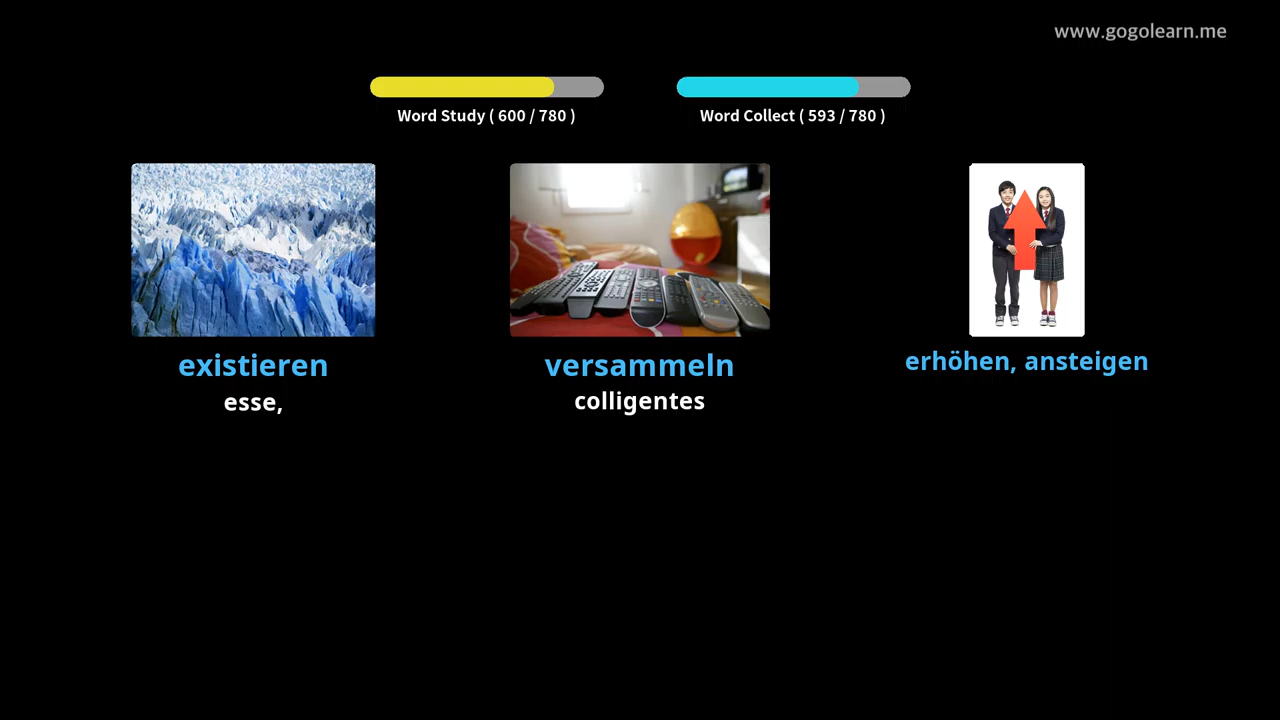 www.gogolearn.me
Word Study ( 600 / 780 )
Word Collect ( 593 / 780 )
existieren
esse,
versammeln
colligentes
erhöhen, ansteigen